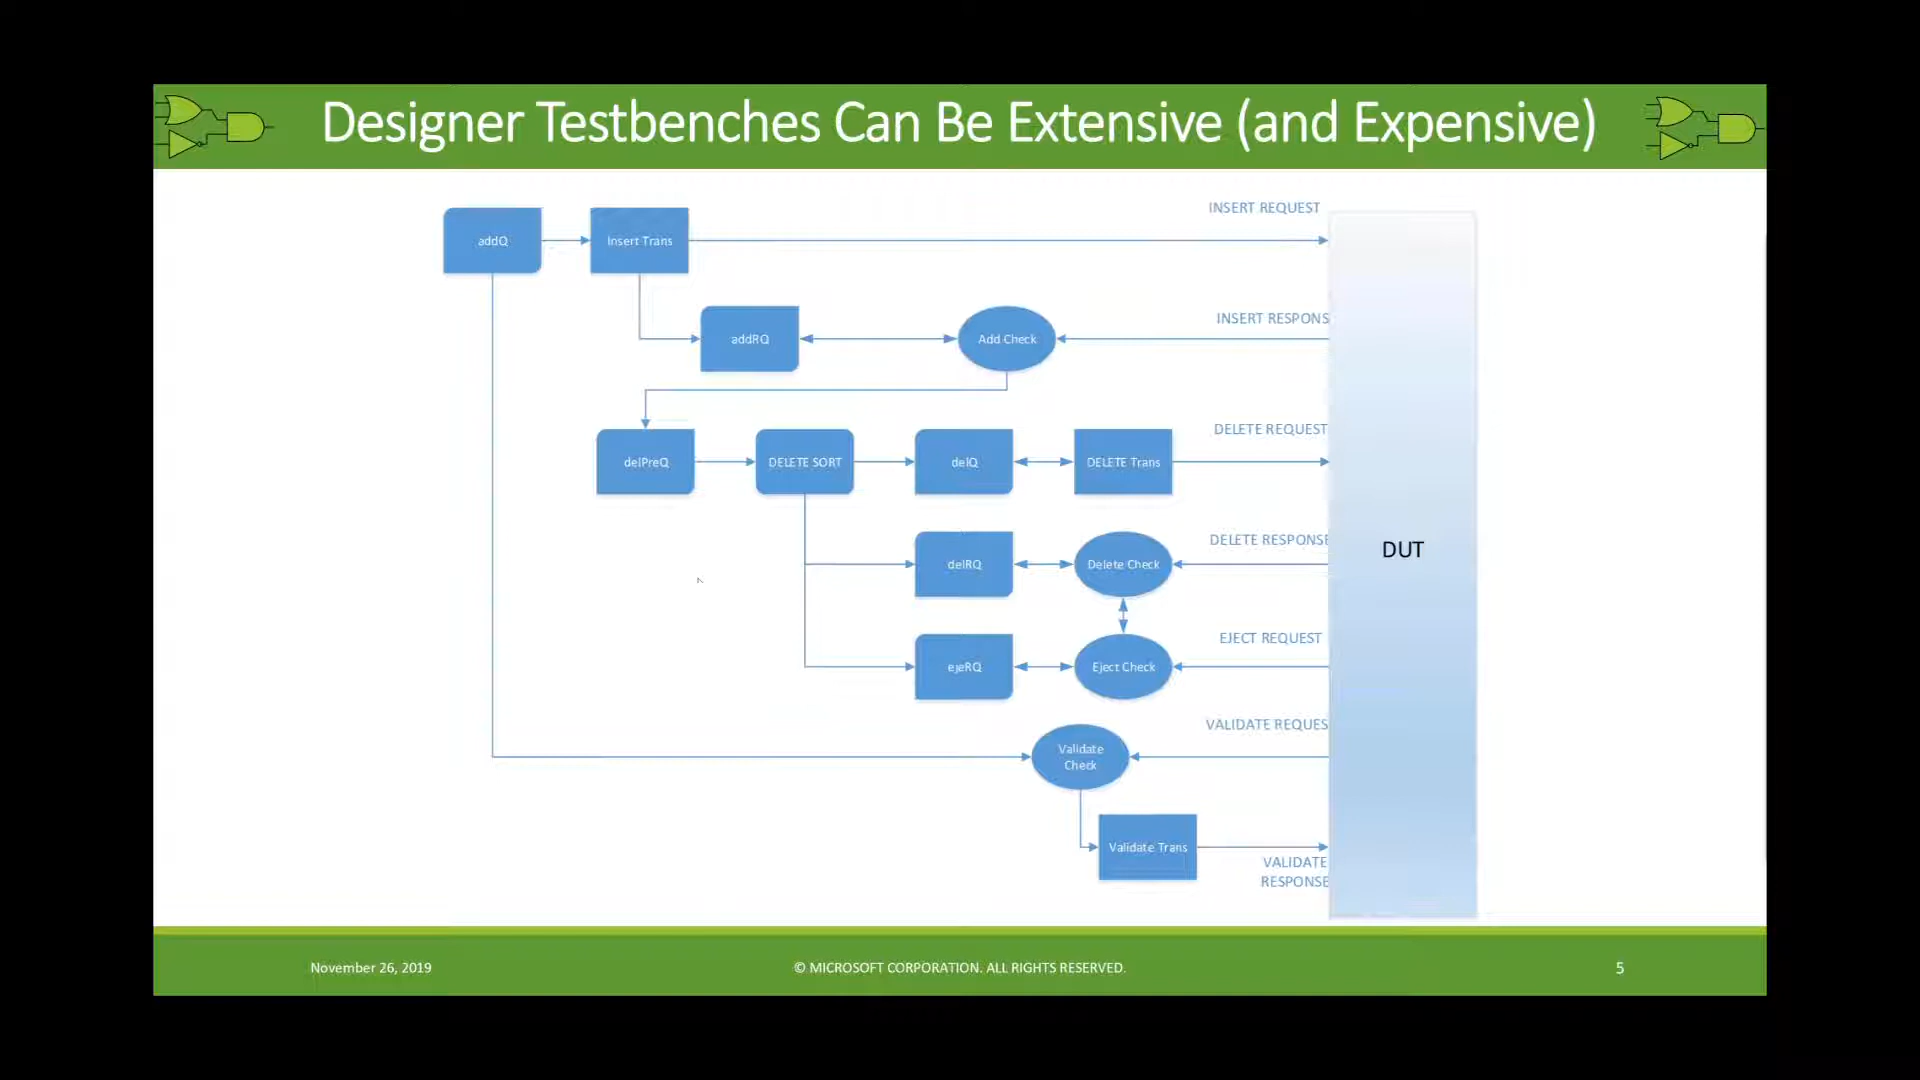 Designer Testbenches Can Be Extensive (and Expensive)
INSERT REQUEST
addQ
Insert Trans
INSERT RESPONS
addRQ
Add Check
DELETE REQUEST
delPreQ
DELETE SORT
delQ
DELETE Trans
DELETE RESPONSE
DUT
delRQ
Delete Check
EJECT REQUEST
ejeRQ
Eject Check
VALIDATE REQUES
Validate
Check
Validate Trans
VALIDATE
RESPONSE
November 26, 2019
© MICROSOFT CORPORATION. ALL RIGHTS RESERVED.
5